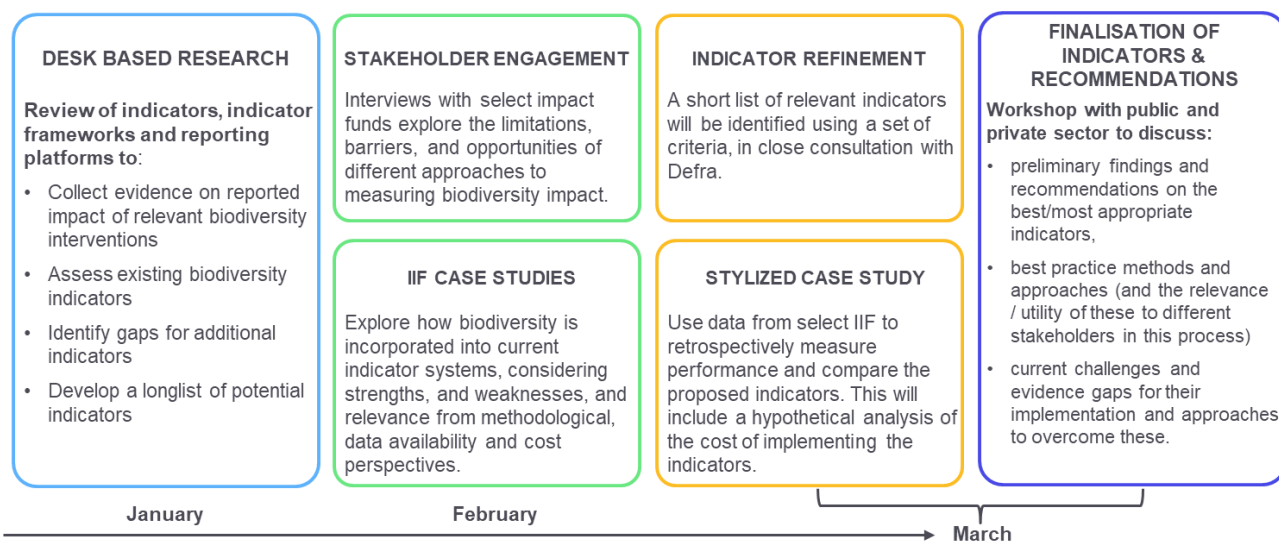 DESK BASED RESEARCH
Review of indicators, indicator
frameworks and reporting
platforms to:
• Collect evidence on reported
impact of relevant biodiversity
interventions
• Assess existing biodiversity
indicators
• Identify gaps for additional
indicators
• Develop a longlist of potential
indicators
STAKEHOLDER ENGAGEMENT
Interviews with select impact
funds explore the limitations,
barriers, and opportunities of
different approaches to
measuring biodiversity impact.
IIF CASE STUDIES
Explore how biodiversity is
incorporated into current
indicator systems, considering
strengths, and weaknesses, and
relevance from methodological,
data availability and cost
perspectives.
INDICATOR REFINEMENT
A short list of relevant indicators
will be identified using a set of
criteria, in close consultation with
Defra.
STYLIZED CASE STUDY
Use data from select IIF to
retrospectively measure
performance and compare the
proposed indicators. This will
include a hypothetical analysis of
the cost of implementing the
indicators.
FINALISATION OF
INDICATORS &
RECOMMENDATIONS
Workshop with public and
private sector to discuss:
• preliminary findings and
recommendations on the
best/most appropriate
indicators,
• best practice methods and
approaches (and the relevance
/ utility of these to different
stakeholders in this process)
• current challenges and
evidence gaps for their
implementation and approaches
to overcome these.
January
February
March